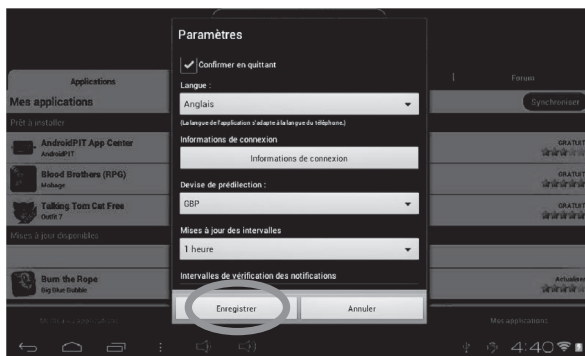 Paramètres
Confirmer en quittant
Applications
Forum
Langue :
Mes applications
Anglais
Synchroniser
(La langue de l'application s'adapte à la langue du téléphone.)
Prêt à installer
Informations de connexion
AndroidPIT App Center
AndroidPIT
GRATUIT
Informations de connexion
Blood Brothers (RPG)
Mobage
GRATUIT
Devise de prédilection :
Talking Tom Cat Free
Outfit 7
GRATUIT
GBP
Mises à jour des intervalles
Mises à jour disponibles
1 heure
Burn the Rope
Big Blue Bubble
Intervalles de vérification des notifications
Actualiser
Enregistrer
Annuler
Mes applications
4:40